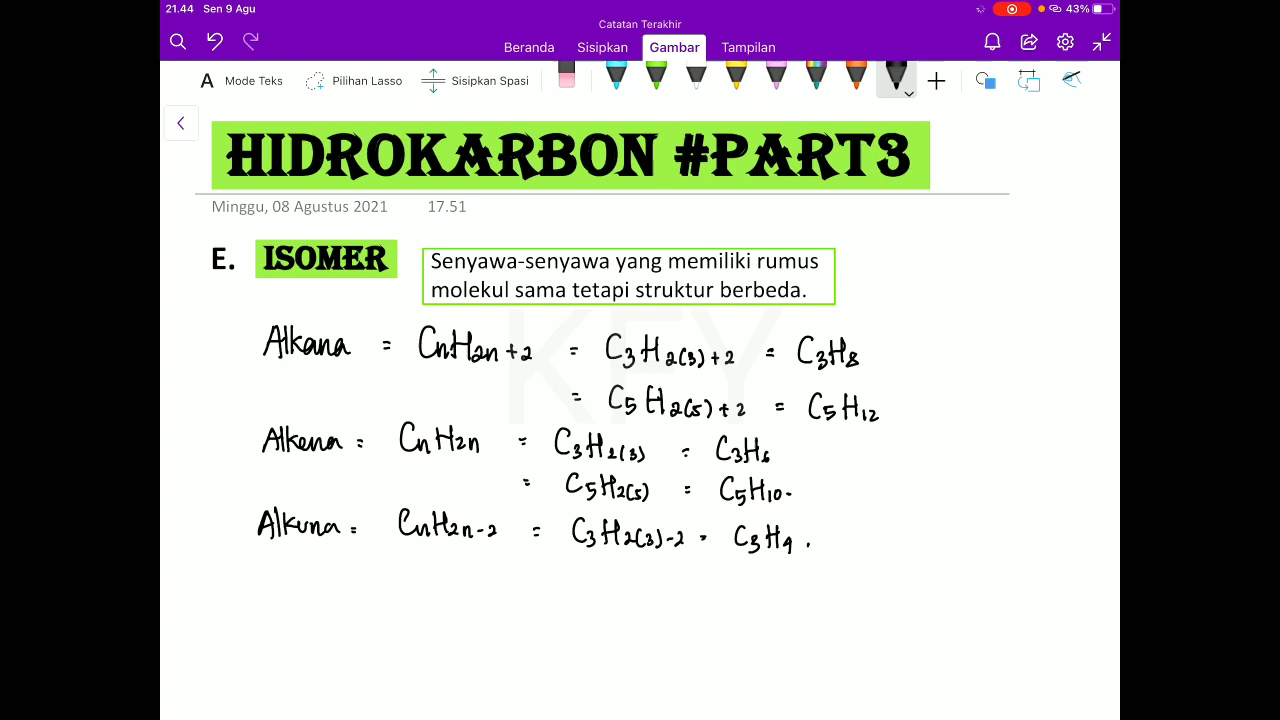 21.44 Sen 9 Agu 43%
Catatan Terakhir
Beranda Sisipkan Gambar Tampilan
A Mode Teks Pilihan Lasso Sisipkan Spasi
HIDROKARBON #PART3
Minggu, 08 Agustus 2021 17.51
E. ISOMER
Senyawa-senyawa yang memiliki rumus
molekul sama tetapi struktur berbeda.
KFY
Alkana = CnH2n+2 = C3H2(3)+2 = C3H8
= C5H2(5)+2 = C5H12
Alkena = CnH2n = C3H2(3) = C3H6
= C5H2(5) = C5H10.
Alkuna = CnH2n-2 = C3H2(3)-2 = C3H4.